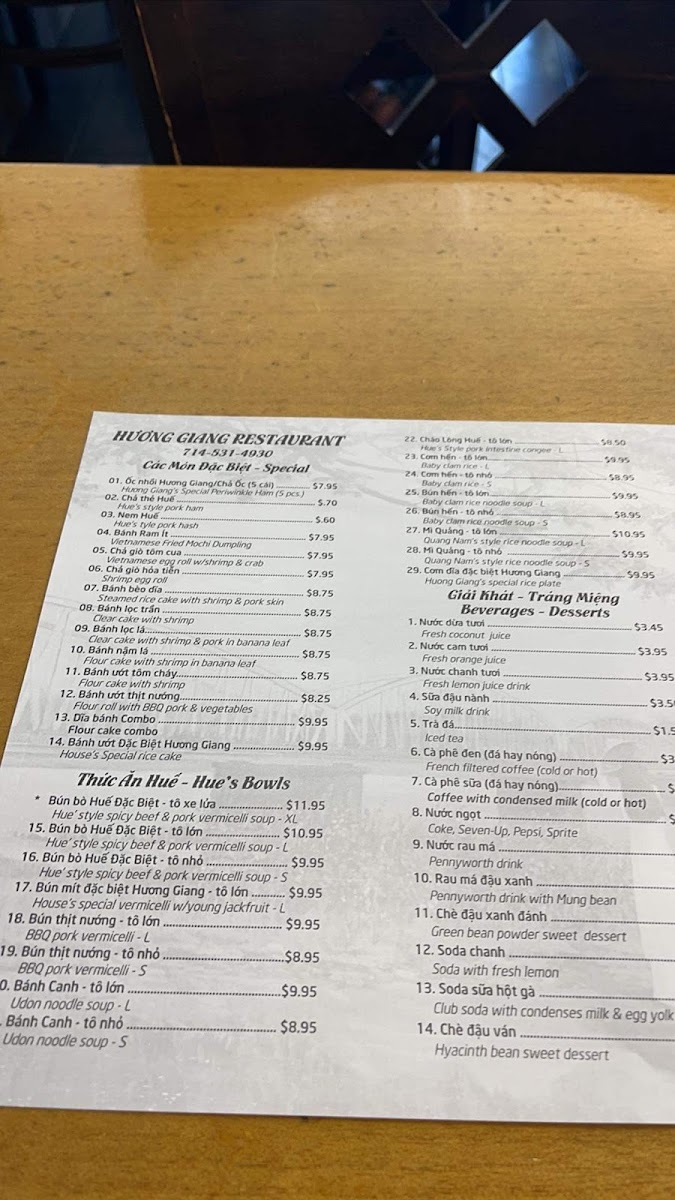 HƯƠNG GIANG RESTAURANT
714-531-4930
Các Món Đặc Biệt - Special
01. Ốc nhồi Hương Giang/Chả Ốc (5 cái) $7.95
Hương Giang's Special Periwinkle Ham (5 pcs.)
02. Chả thẻ Huế $.70
Hue's style pork ham
03. Nem Huế $.60
Hue's tyle pork hash
04. Bánh Ram Ít $7.95
Vietnamese Fried Mochi Dumpling
05. Chả giò tôm cua $7.95
Vietnamese egg roll w/shrimp & crab
06. Chả giò hỏa tiễn $7.95
Shrimp egg roll
07. Bánh bèo dĩa $8.75
Steamed rice cake with shrimp & pork skin
08. Bánh lọc trần $8.75
Clear cake with shrimp
09. Bánh lọc lá $8.75
Clear cake with shrimp & pork in banana leaf
10. Bánh nậm lá $8.75
Flour cake with shrimp in banana leaf
11. Bánh ướt tôm cháy $8.75
Flour cake with shrimp
12. Bánh ướt thịt nướng $8.25
Flour roll with BBQ pork & vegetables
13. Dĩa bánh Combo $9.95
Flour cake combo
14. Bánh ướt Đặc Biệt Hương Giang $9.95
House's Special rice cake
Thức Ăn Huế - Hue's Bowls
* Bún bò Huế Đặc Biệt - tô xe lửa $11.95
Hue' style spicy beef & pork vermicelli soup - XL
15. Bún bò Huế Đặc Biệt - tô lớn $10.95
Hue' style spicy beef & pork vermicelli soup - L
16. Bún bò Huế Đặc Biệt - tô nhỏ $9.95
Hue' style spicy beef & pork vermicelli soup - S
17. Bún mít đặc biệt Hương Giang - tô lớn $9.95
House's special vermicelli w/young jackfruit - L
18. Bún thịt nướng - tô lớn $9.95
BBQ pork vermicelli - L
19. Bún thịt nướng - tô nhỏ $8.95
BBQ pork vermicelli - S
0. Bánh Canh - tô lớn $9.95
Udon noodle soup - L
. Bánh Canh - tô nhỏ $8.95
Udon noodle soup - S
22. Cháo Lòng Huế - tô lớn $8.50
Hue's Style pork intestine congee - L
23. Cơm hến - tô lớn $9.95
Baby clam rice - L
24. Cơm hến - tô nhỏ $8.95
Baby clam rice - S
25. Bún hến - tô lớn $9.95
Baby clam rice noodle soup - L
26. Bún hến - tô nhỏ $8.95
Baby clam rice noodle soup - S
27. Mì Quảng - tô lớn $10.95
Quang Nam's style rice noodle soup - L
28. Mì Quảng - tô nhỏ $9.95
Quang Nam's style rice noodle soup - S
29. Cơm dĩa đặc biệt Hương Giang $9.95
Huong Giang's special rice plate
Giải Khát - Tráng Miệng
Beverages - Desserts
1. Nước dừa tươi $3.45
Fresh coconut juice
2. Nước cam tươi $3.95
Fresh orange juice
3. Nước chanh tươi $3.95
Fresh lemon juice drink
4. Sữa đậu nành $3.5
Soy milk drink
5. Trà đá $1.5
Iced tea
6. Cà phê đen (đá hay nóng) $3
French filtered coffee (cold or hot)
7. Cà phê sữa (đá hay nóng) $
Coffee with condensed milk (cold or hot)
8. Nước ngọt $
Coke, Seven-Up, Pepsi, Sprite
9. Nước rau má
Pennyworth drink
10. Rau má đậu xanh
Pennyworth drink with Mung bean
11. Chè đậu xanh đánh
Green bean powder sweet dessert
12. Soda chanh
Soda with fresh lemon
13. Soda sữa hột gà
Club soda with condenses milk & egg yolk
14. Chè đậu ván
Hyacinth bean sweet dessert